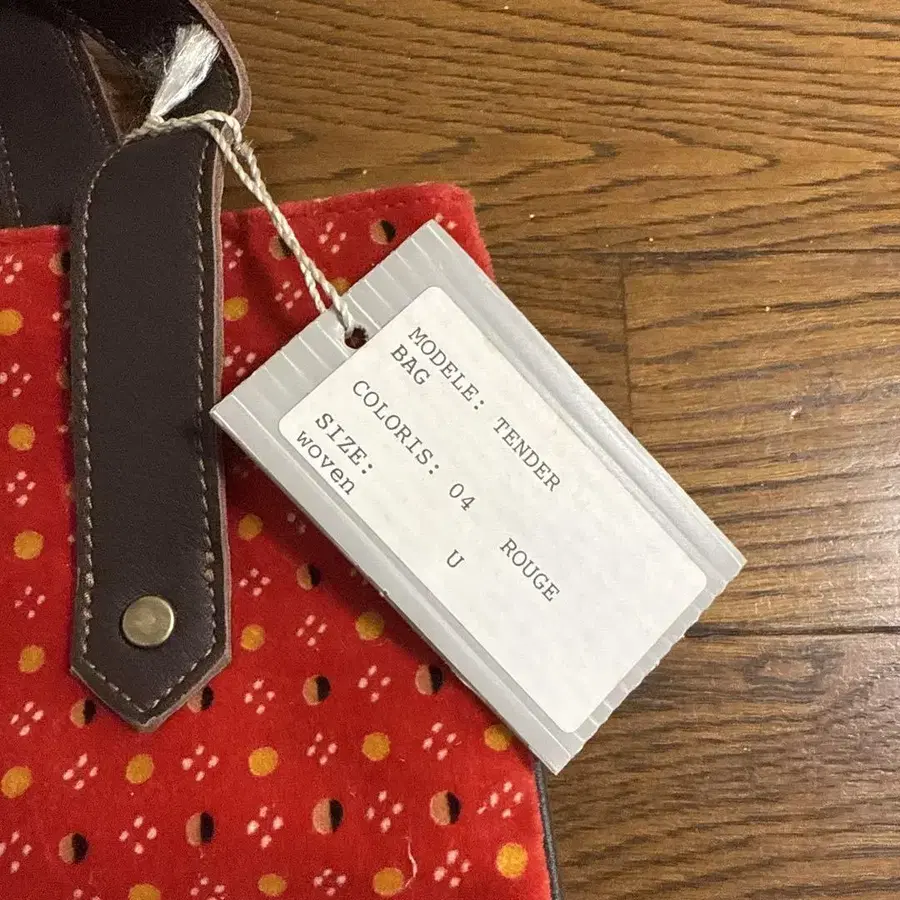 MODELE: TENDER
BAG
COLORIS: 04 ROUGE
SIZE: U
woven